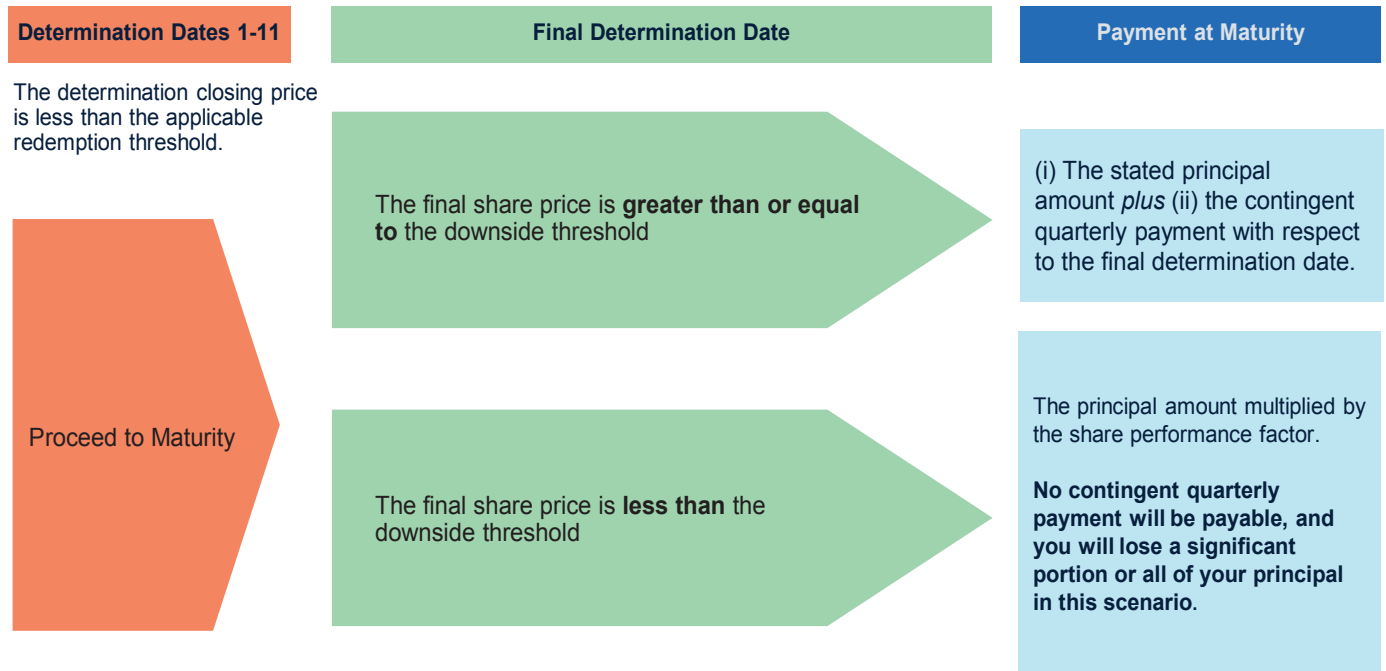 Determination Dates 1-11
Final Determination Date
Payment at Maturity
The determination closing price
is less than the applicable
redemption threshold.
Proceed to Maturity
The final share price is greater than or equal
to the downside threshold
(i) The stated principal
amount plus (ii) the contingent
quarterly payment with respect
to the final determination date.
The final share price is less than the
downside threshold
The principal amount multiplied by
the share performance factor.
No contingent quarterly
payment will be payable, and
you will lose a significant
portion or all of your principal
in this scenario.